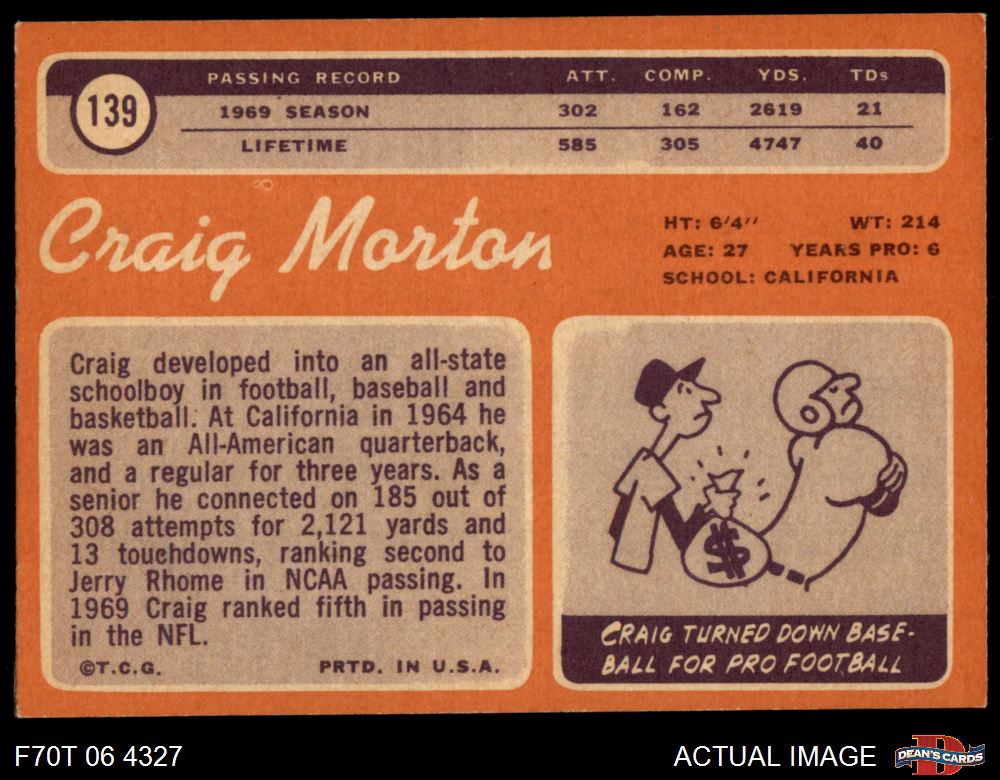 139
PASSING RECORD ATT. COMP. YDS. TDs
1969 SEASON 302 162 2619 21
LIFETIME 585 305 4747 40
Craig Morton
HT: 6'4'' WT: 214
AGE: 27 YEARS PRO: 6
SCHOOL: CALIFORNIA
Craig developed into an all-state
schoolboy in football, baseball and
basketball. At California in 1964 he
was an All-American quarterback,
and a regular for three years. As a
senior he connected on 185 out of
308 attempts for 2,121 yards and
13 touchdowns, ranking second to
Jerry Rhome in NCAA passing. In
1969 Craig ranked fifth in passing
in the NFL.
©T.C.G. PRTD. IN U.S.A.
$
CRAIG TURNED DOWN BASE-
BALL FOR PRO FOOTBALL
F70T 06 4327 ACTUAL IMAGE
D
DEAN'S CARDS